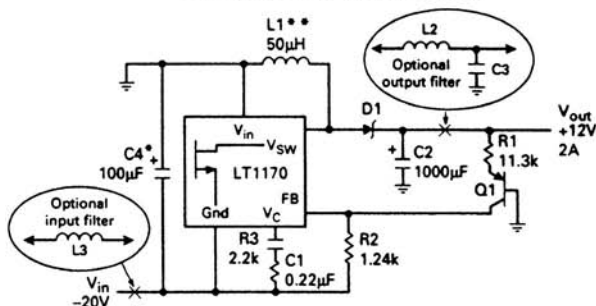 L1**
50μH
L2
Optional
output filter
C3
D1
Vout
+12V
2A
Vin
VSW
C4*
+
100μF
LT1170
+
C2
1000μF
R1
11.3k
Q1
Optional
input filter
L3
Gnd
FB
VC
R3
2.2k
C1
0.22μF
R2
1.24k
Vin
–20V